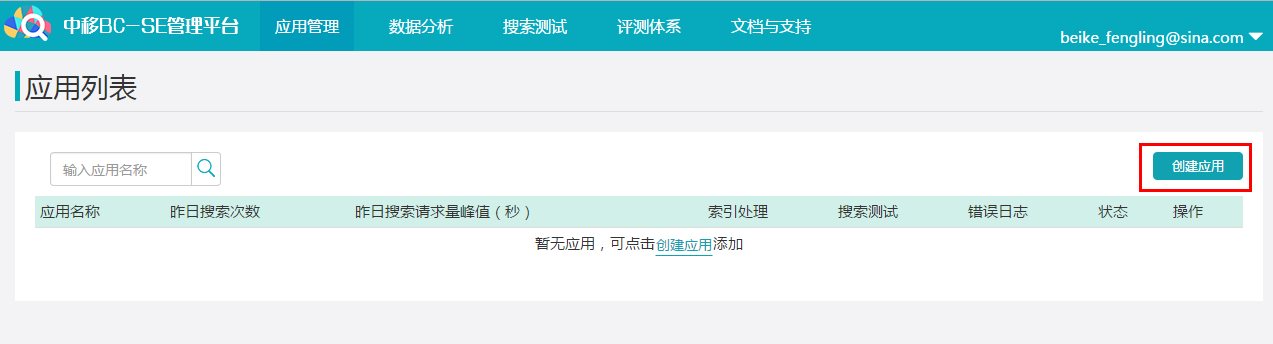 中移BC-SE管理平台 应用管理 数据分析 搜索测试 评测体系 文档与支持 beike_fengling@sina.com
应用列表
输入应用名称 创建应用
应用名称 昨日搜索次数 昨日搜索请求量峰值（秒） 索引处理 搜索测试 错误日志 状态 操作
暂无应用，可点击创建应用添加